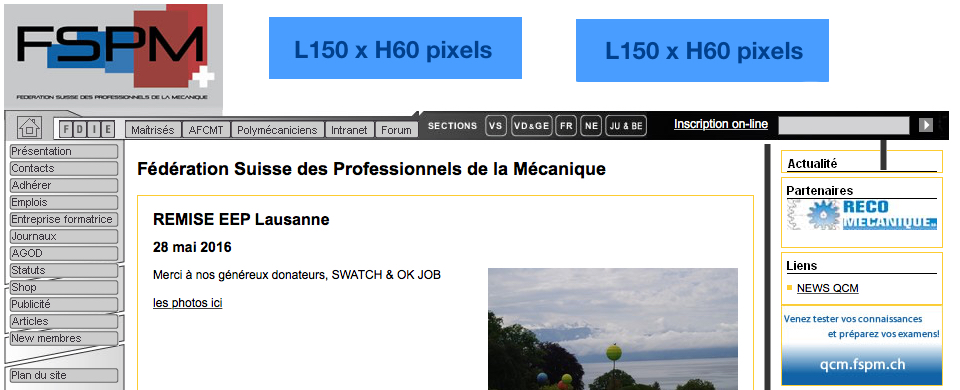 FSPM
FEDERATION SUISSE DES PROFESSIONNELS DE LA MECANIQUE
L150 x H60 pixels
L150 x H60 pixels
F D I E
Maîtrisés
AFCMT
Polymécaniciens
Intranet
Forum
SECTIONS
VS
VD&GE
FR
NE
JU & BE
Inscription on-line
Présentation
Contacts
Adhérer
Emplois
Entreprise formatrice
Journaux
AGOD
Statuts
Shop
Publicité
Articles
New membres
Plan du site
Fédération Suisse des Professionnels de la Mécanique
REMISE EEP Lausanne
28 mai 2016
Merci à nos généreux donateurs, SWATCH & OK JOB
les photos ici
Actualité
Partenaires
RECO
MECANIQUE
Liens
NEWS QCM
Venez tester vos connaissances
et préparez vos examens!
qcm.fspm.ch